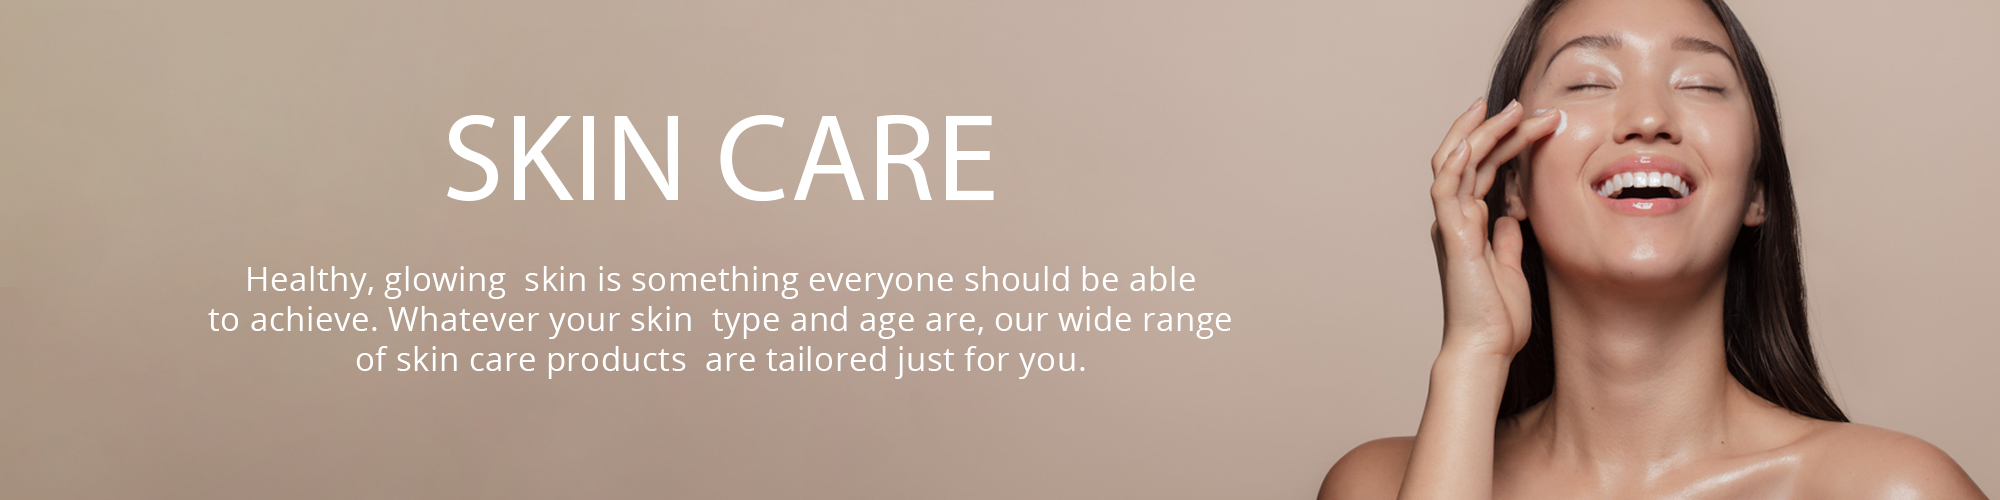 SKIN CARE
Healthy, glowing  skin is something everyone should be able
to achieve. Whatever your skin  type and age are, our wide range
of skin care products  are tailored just for you.